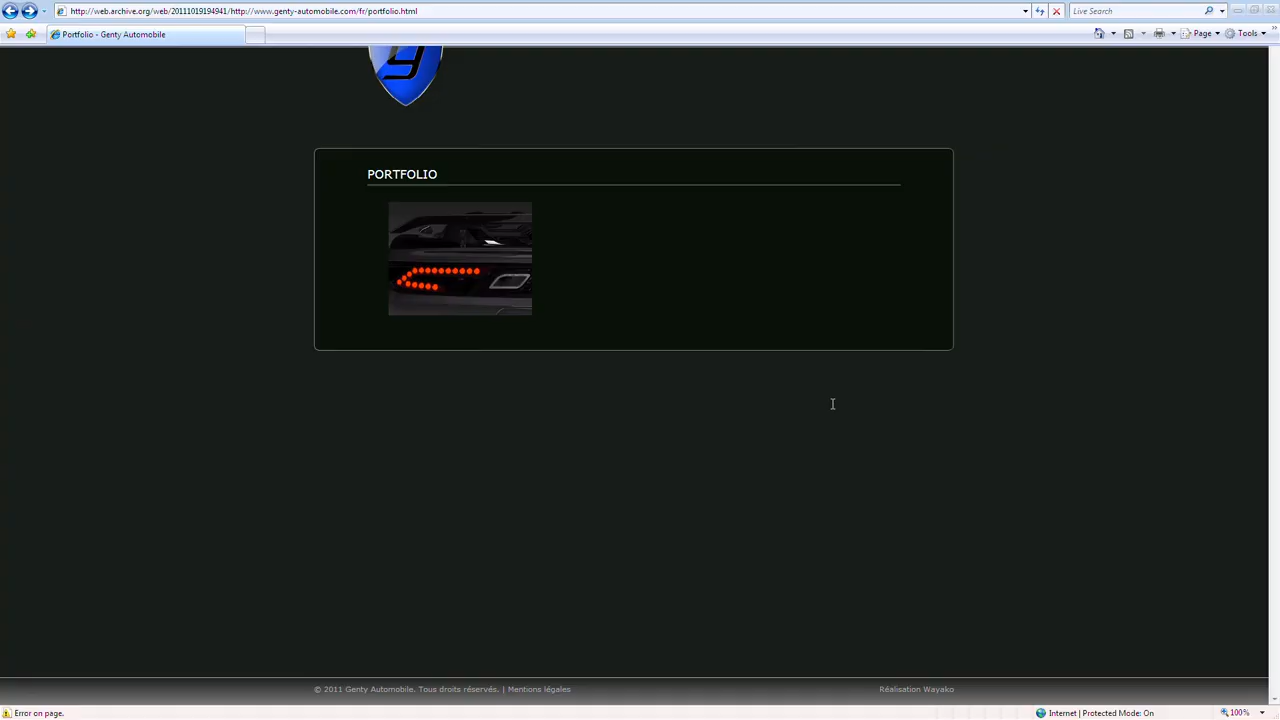 http://web.archive.org/web/20111019194941/http://www.genty-automobile.com/fr/portfolio.html
Live Search
Portfolio - Genty Automobile
Page
Tools
PORTFOLIO
© 2011 Genty Automobile. Tous droits réservés. | Mentions légales
Réalisation Wayako
Error on page.
Internet | Protected Mode: On
100%